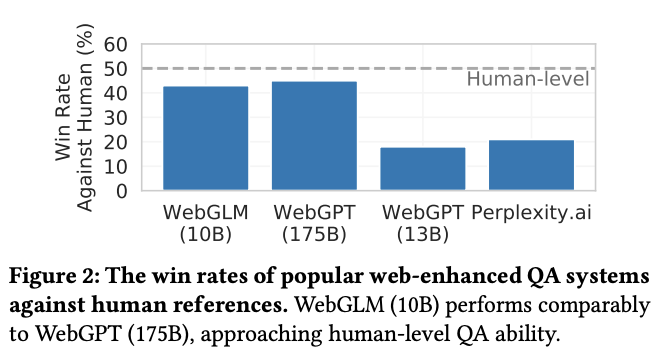 Win Rate
Against Human (%)
60
50
40
30
20
10
0
Human-level
WebGLM
(10B)
WebGPT
(175B)
WebGPT
(13B)
Perplexity.ai
Figure 2: The win rates of popular web-enhanced QA systems
against human references. WebGLM (10B) performs comparably
to WebGPT (175B), approaching human-level QA ability.